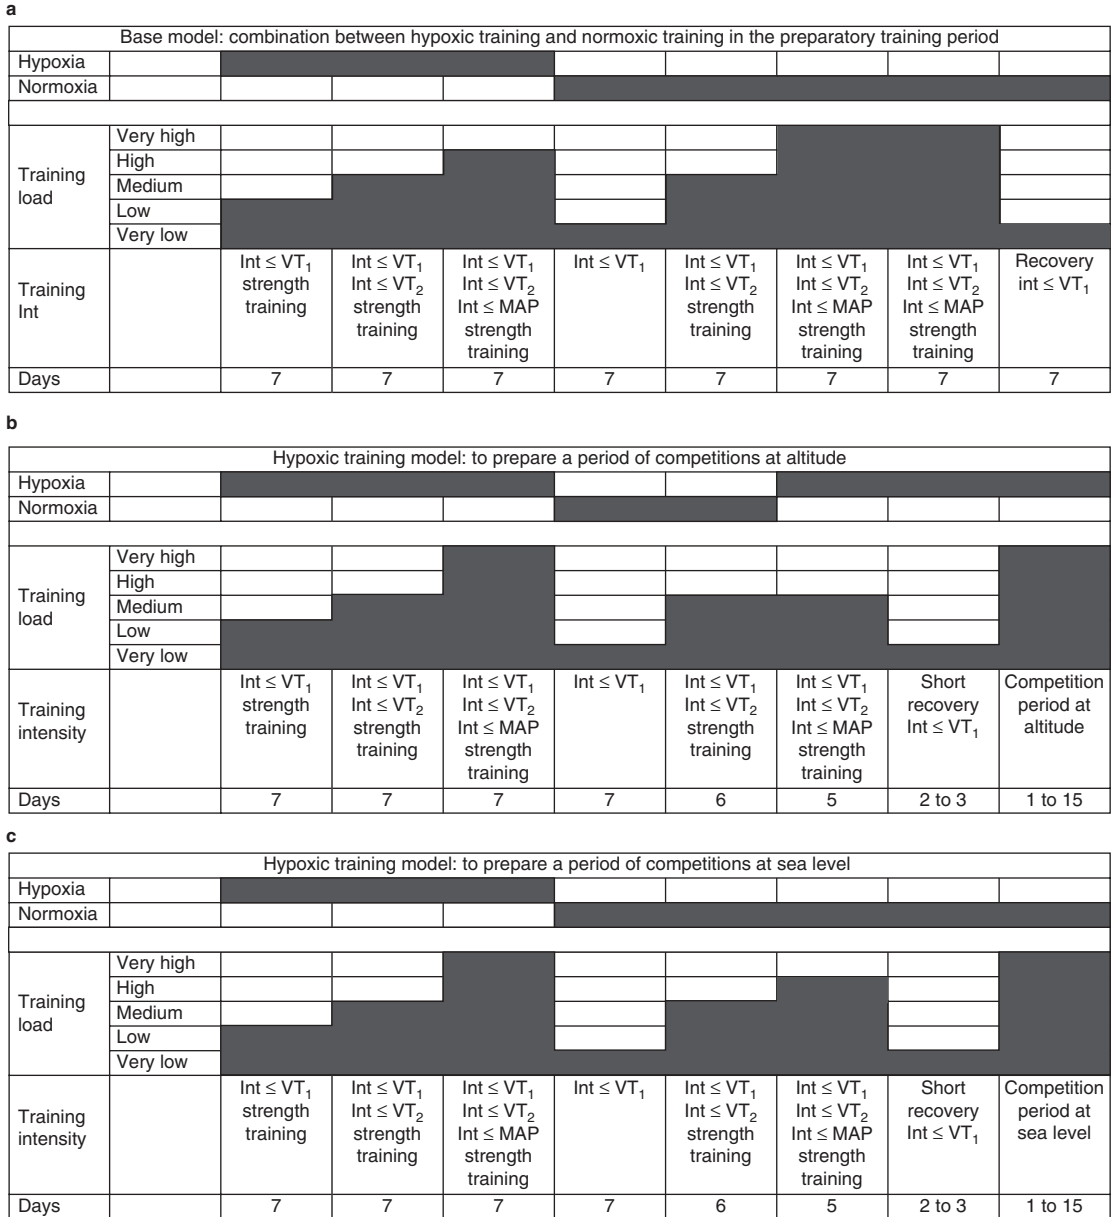 a
Base model: combination between hypoxic training and normoxic training in the preparatory training period
Hypoxia
Normoxia
Training load
Very high
High
Medium
Low
Very low
Training Int
Int ≤ VT₁ strength training
Int ≤ VT₁ Int ≤ VT₂ strength training
Int ≤ VT₁ Int ≤ VT₂ Int ≤ MAP strength training
Int ≤ VT₁
Int ≤ VT₁ Int ≤ VT₂ strength training
Int ≤ VT₁ Int ≤ VT₂ Int ≤ MAP strength training
Int ≤ VT₁ Int ≤ VT₂ Int ≤ MAP strength training
Recovery int ≤ VT₁
Days 7 7 7 7 7 7 7 7
b
Hypoxic training model: to prepare a period of competitions at altitude
Hypoxia
Normoxia
Training load
Very high
High
Medium
Low
Very low
Training intensity
Int ≤ VT₁ strength training
Int ≤ VT₁ Int ≤ VT₂ strength training
Int ≤ VT₁ Int ≤ VT₂ Int ≤ MAP strength training
Int ≤ VT₁
Int ≤ VT₁ Int ≤ VT₂ strength training
Int ≤ VT₁ Int ≤ VT₂ Int ≤ MAP strength training
Short recovery Int ≤ VT₁
Competition period at altitude
Days 7 7 7 7 6 5 2 to 3 1 to 15
c
Hypoxic training model: to prepare a period of competitions at sea level
Hypoxia
Normoxia
Training load
Very high
High
Medium
Low
Very low
Training intensity
Int ≤ VT₁ strength training
Int ≤ VT₁ Int ≤ VT₂ strength training
Int ≤ VT₁ Int ≤ VT₂ Int ≤ MAP strength training
Int ≤ VT₁
Int ≤ VT₁ Int ≤ VT₂ strength training
Int ≤ VT₁ Int ≤ VT₂ Int ≤ MAP strength training
Short recovery Int ≤ VT₁
Competition period at sea level
Days 7 7 7 7 6 5 2 to 3 1 to 15